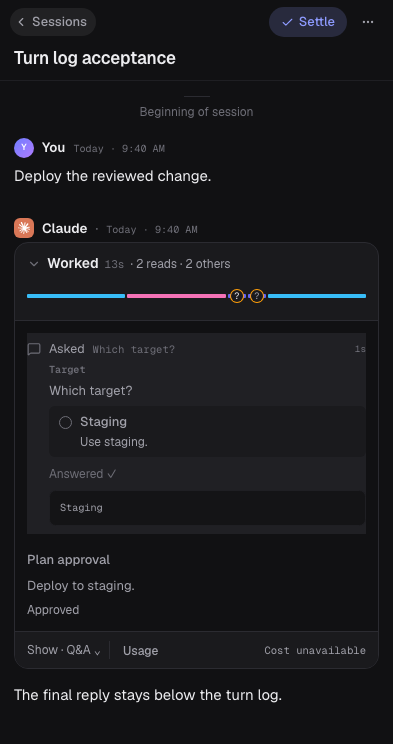 Sessions
Settle
Turn log acceptance
Beginning of session
Y You Today · 9:40 AM
Deploy the reviewed change.
Claude · Today · 9:40 AM
Worked 13s · 2 reads · 2 others
? ?
Asked Which target? 1s
Target
Which target?
Staging
Use staging.
Answered ✓
Staging
Plan approval
Deploy to staging.
Approved
Show · Q&A Usage Cost unavailable
The final reply stays below the turn log.